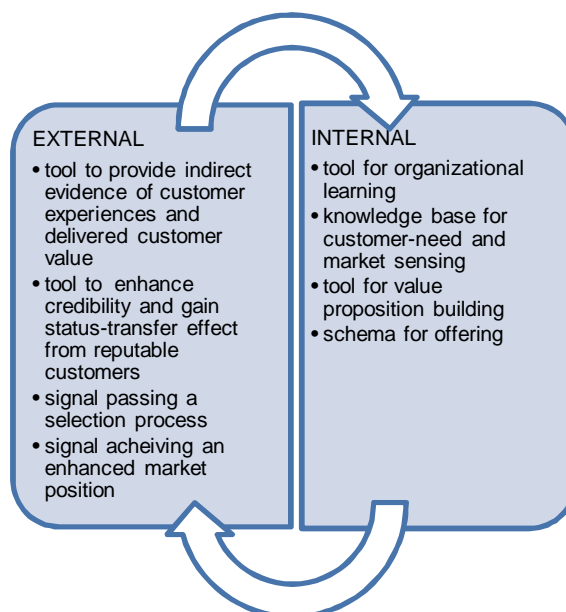 EXTERNAL
• tool to provide indirect
evidence of customer
experiences and
delivered customer
value
• tool to enhance
credibility and gain
status-transfer effect
from reputable
customers
• signal passing a
selection process
• signal acheiving an
enhanced market
position
INTERNAL
• tool for organizational
learning
• knowledge base for
customer-need and
market sensing
• tool for value
proposition building
• schema for offering